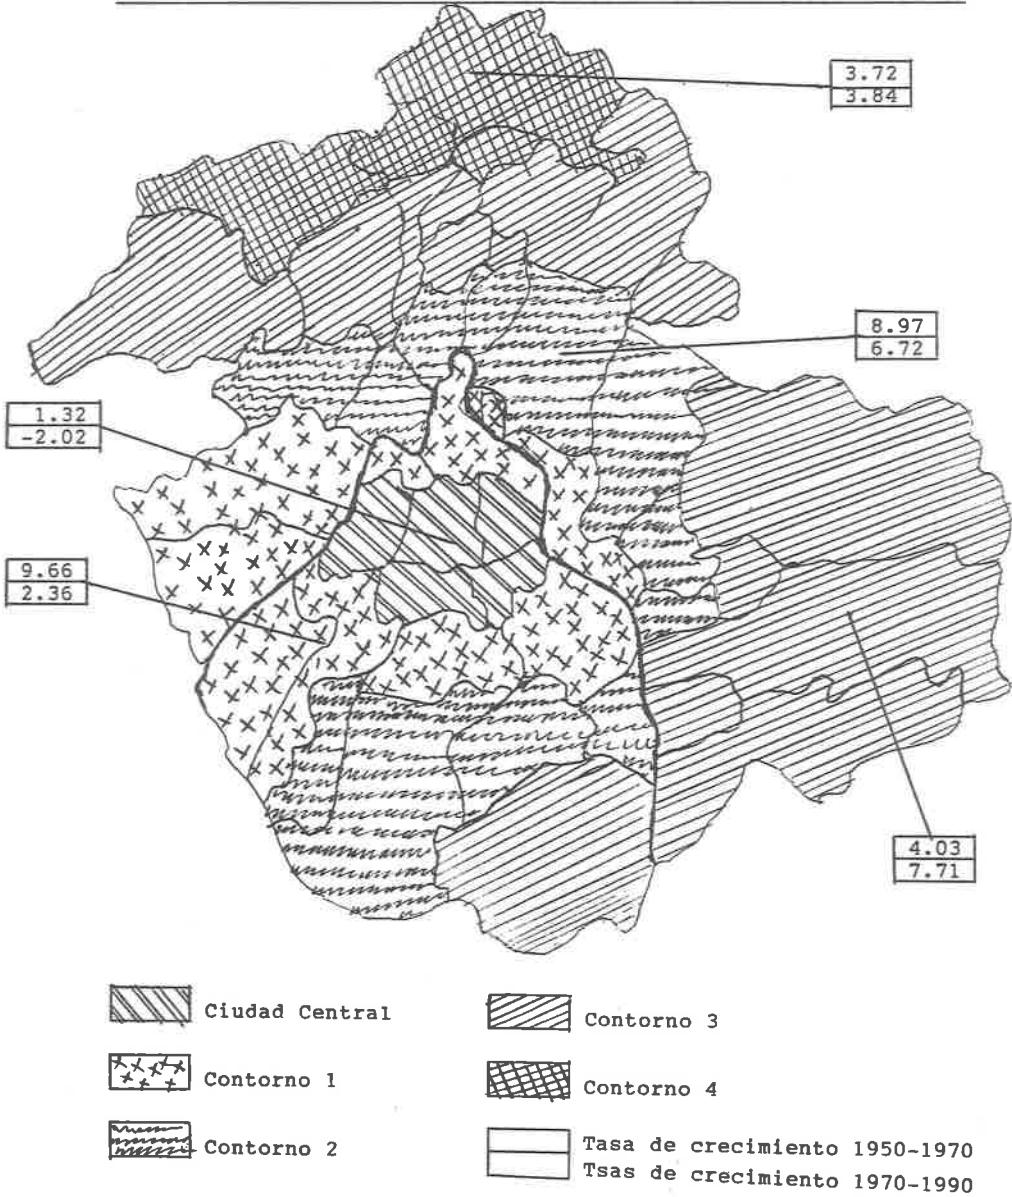 3.72
3.84
8.97
6.72
1.32
-2.02
9.66
2.36
4.03
7.71
Ciudad Central
Contorno 3
Contorno 1
Contorno 4
Contorno 2
Tasa de crecimiento 1950-1970
Tsas de crecimiento 1970-1990